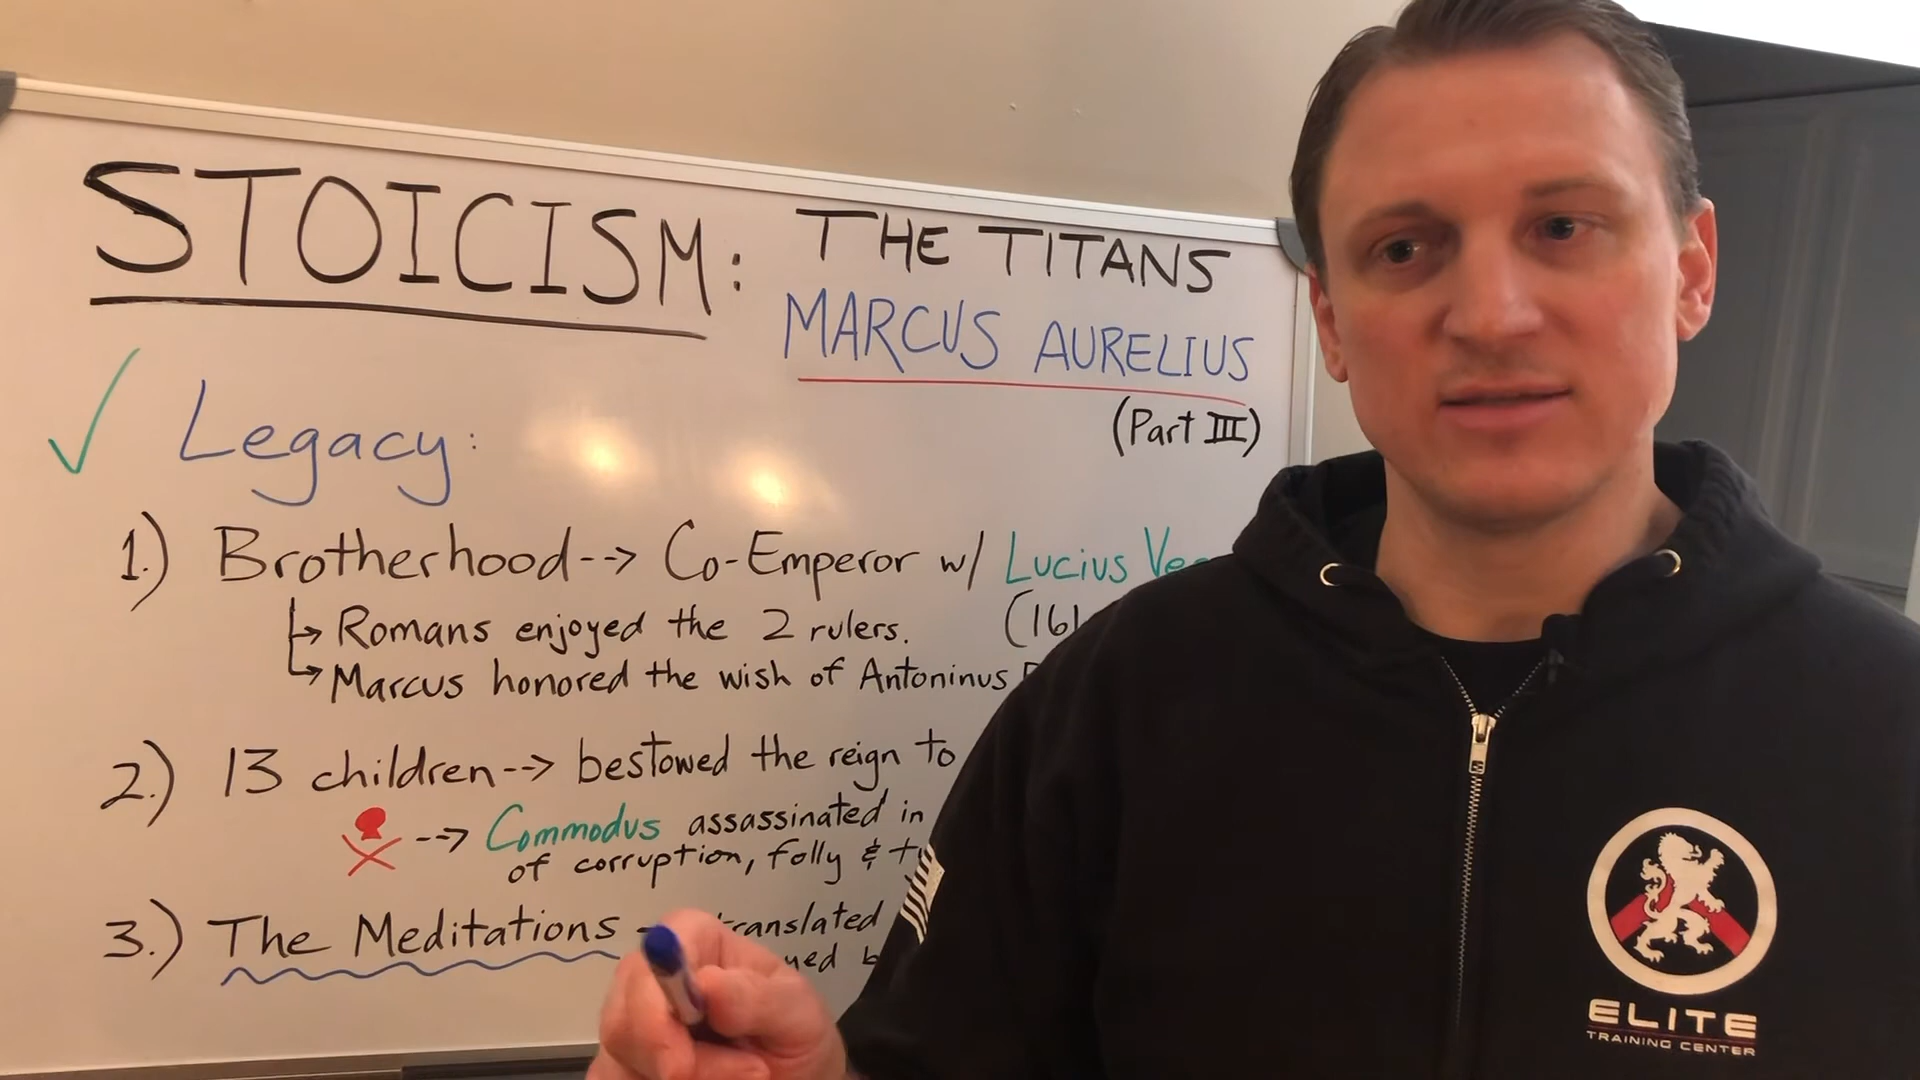 STOICISM: THE TITANS
MARCUS AURELIUS
(Part III)
✓ Legacy:
1.) Brotherhood --> Co-Emperor w/ Lucius
↳ Romans enjoyed the 2 rulers. (161
↳ Marcus honored the wish of Antoninus
2.) 13 children --> bestowed the reign to
--> Commodus assassinated in
of corruption, folly &
3.) The Meditations translated
ELITE
TRAINING CENTER